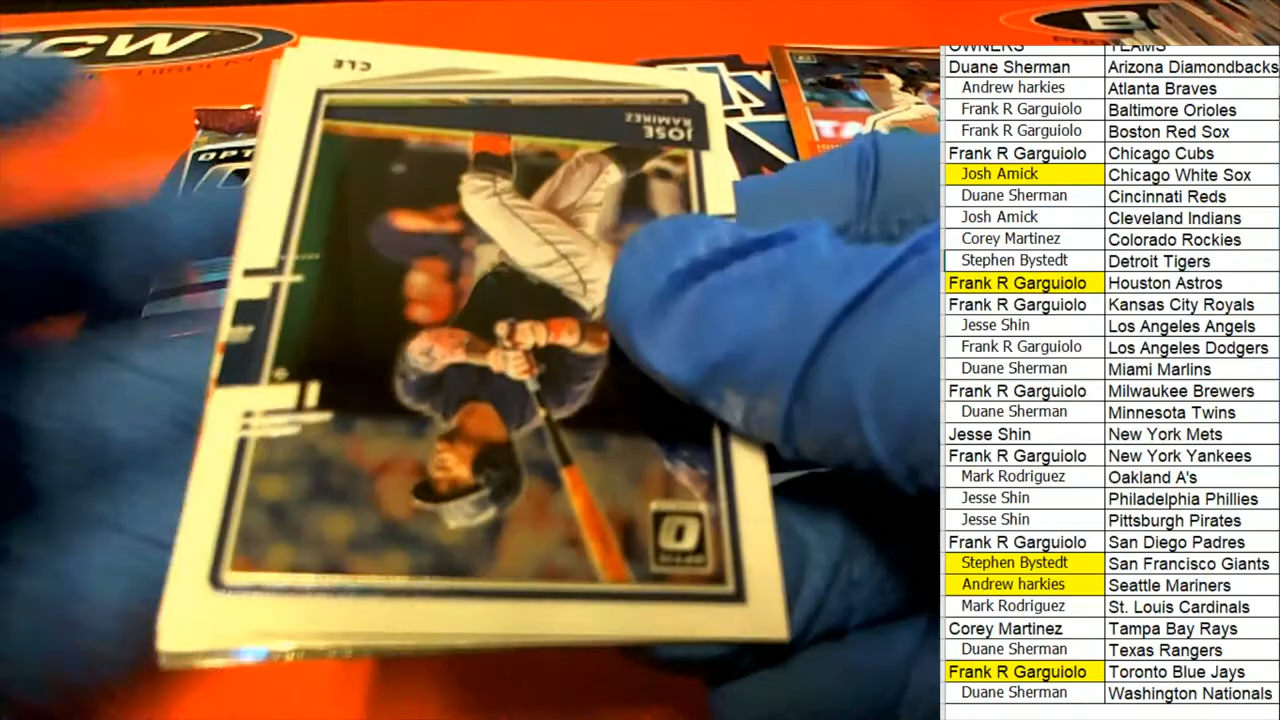 BCW
DISPLAY
B
CLE
JOSE
RAMIREZ
OPT
OWNERS TEAMS
Duane Sherman Arizona Diamondbacks
Andrew harkies Atlanta Braves
Frank R Garguiolo Baltimore Orioles
Frank R Garguiolo Boston Red Sox
Frank R Garguiolo Chicago Cubs
Josh Amick Chicago White Sox
Duane Sherman Cincinnati Reds
Josh Amick Cleveland Indians
Corey Martinez Colorado Rockies
Stephen Bystedt Detroit Tigers
Frank R Garguiolo Houston Astros
Frank R Garguiolo Kansas City Royals
Jesse Shin Los Angeles Angels
Frank R Garguiolo Los Angeles Dodgers
Duane Sherman Miami Marlins
Frank R Garguiolo Milwaukee Brewers
Duane Sherman Minnesota Twins
Jesse Shin New York Mets
Frank R Garguiolo New York Yankees
Mark Rodriguez Oakland A's
Jesse Shin Philadelphia Phillies
Jesse Shin Pittsburgh Pirates
Frank R Garguiolo San Diego Padres
Stephen Bystedt San Francisco Giants
Andrew harkies Seattle Mariners
Mark Rodriguez St. Louis Cardinals
Corey Martinez Tampa Bay Rays
Duane Sherman Texas Rangers
Frank R Garguiolo Toronto Blue Jays
Duane Sherman Washington Nationals